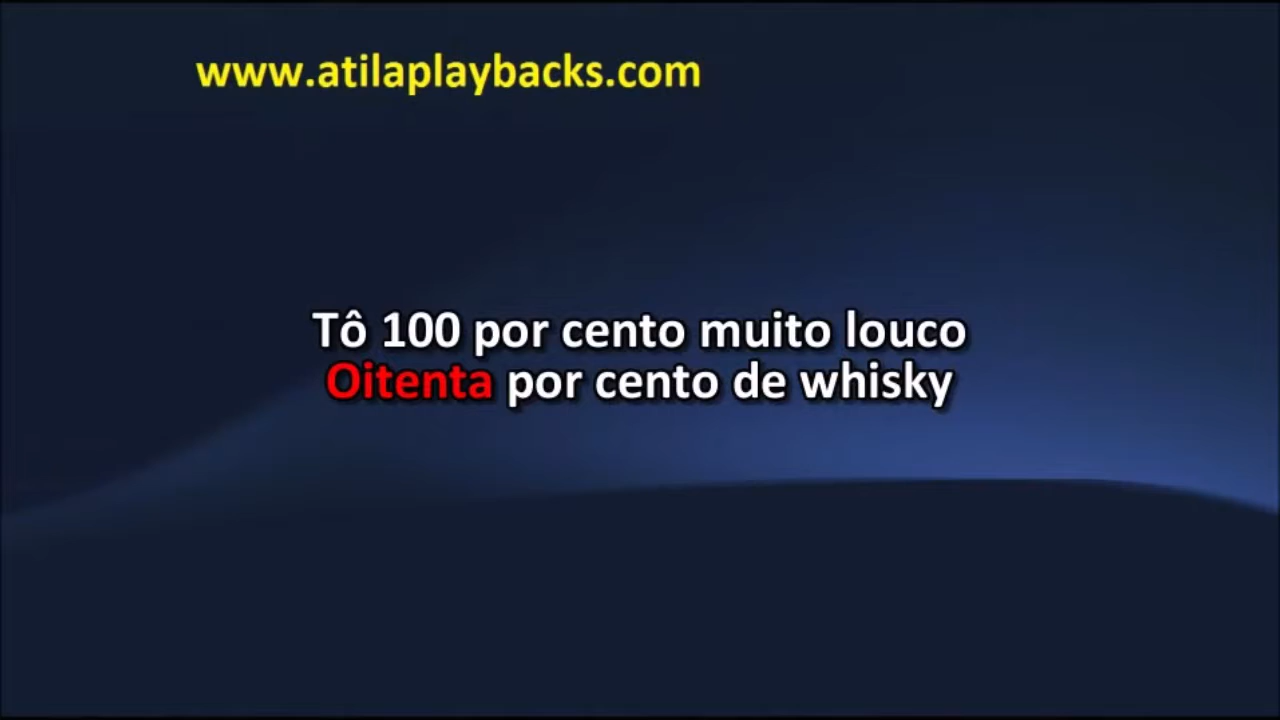 www.atilaplaybacks.com
Tô 100 por cento muito louco
Oitenta por cento de whisky